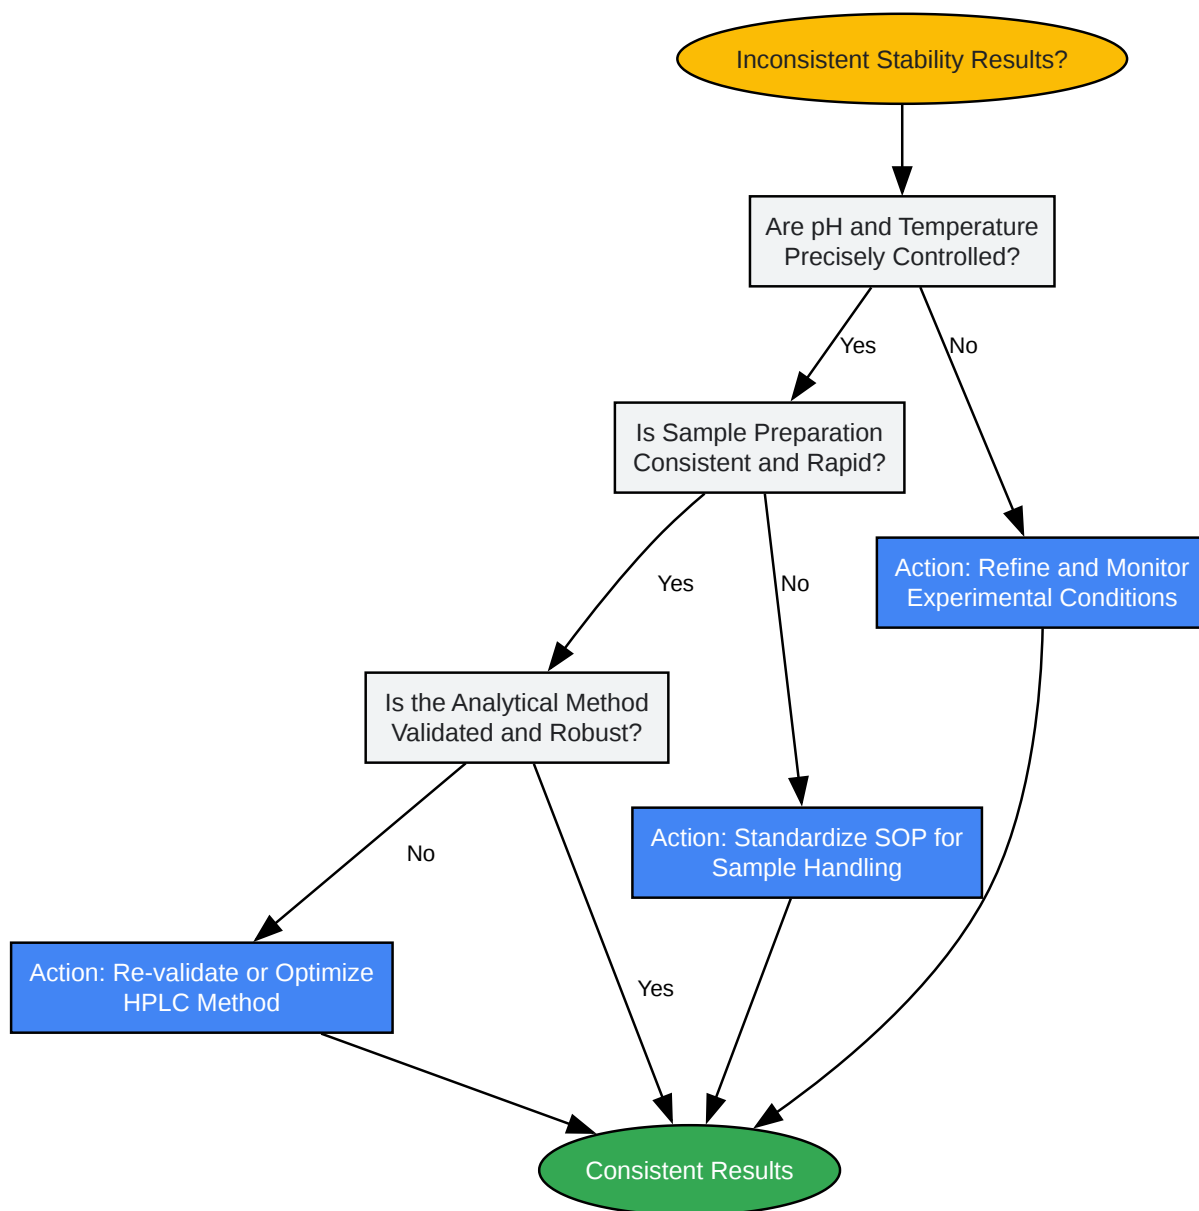 Inconsistent Stability Results?
Are pH and Temperature
Precisely Controlled?
Yes
No
Is Sample Preparation
Consistent and Rapid?
Action: Refine and Monitor
Experimental Conditions
Yes
No
Is the Analytical Method
Validated and Robust?
Action: Standardize SOP for
Sample Handling
No
Action: Re-validate or Optimize
HPLC Method
Yes
Consistent Results